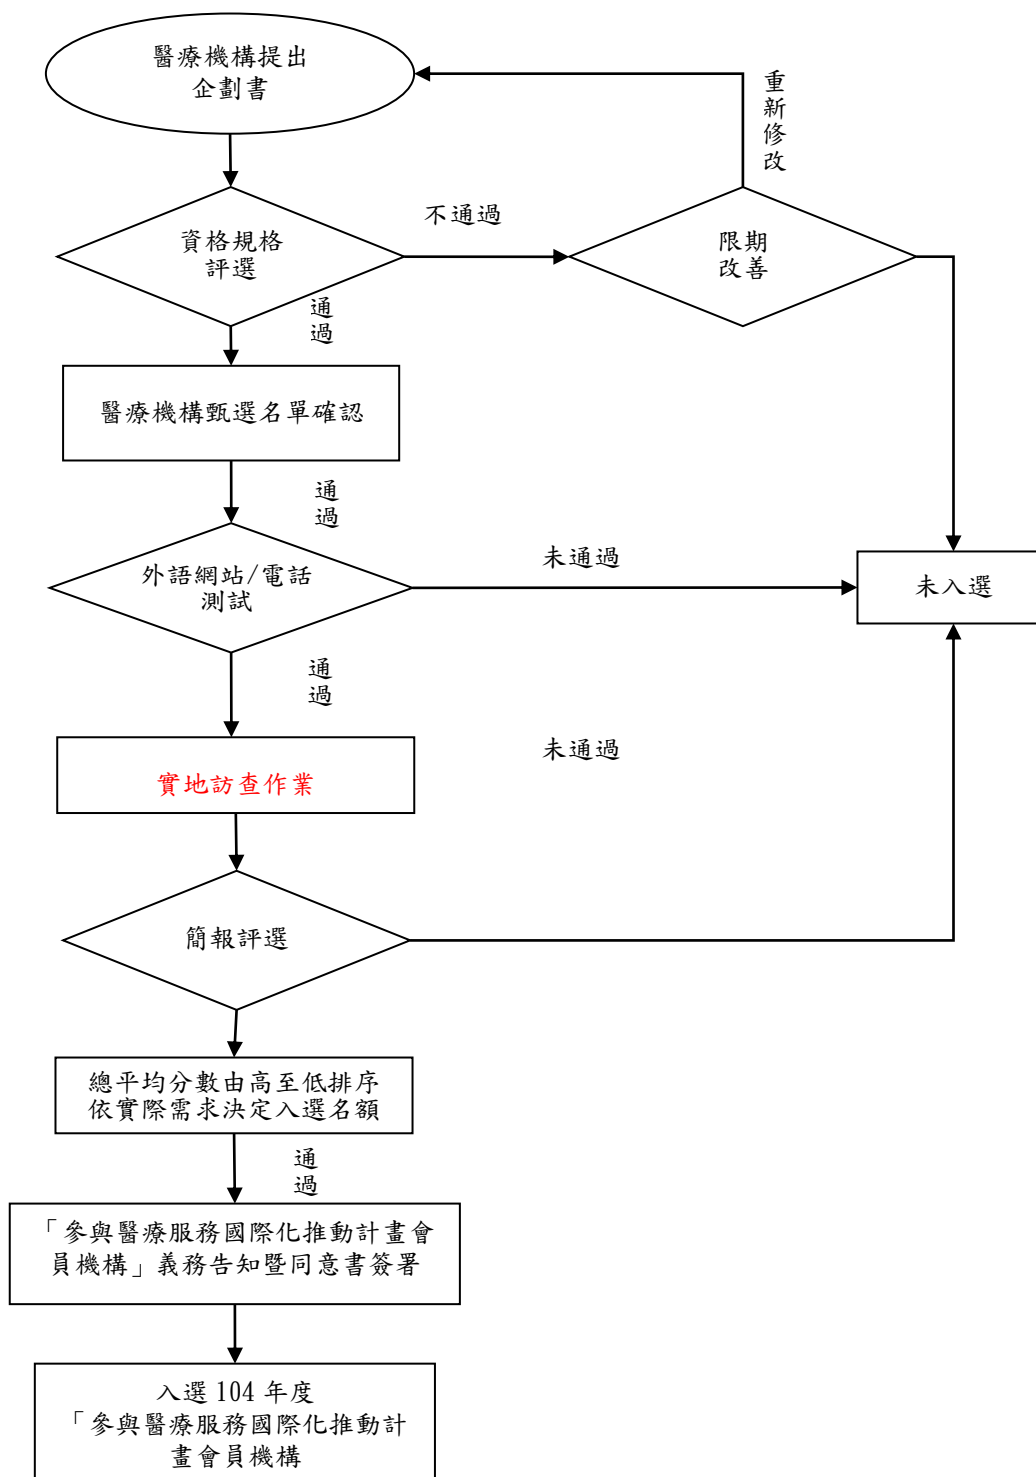 醫療機構提出
企劃書
重
新
修
改
不通過
資格規格
評選
限期
改善
通
過
醫療機構甄選名單確認
通
過
外語網站/電話
測試
未通過
未入選
通
過
未通過
實地訪查作業
簡報評選
總平均分數由高至低排序
依實際需求決定入選名額
通
過
「參與醫療服務國際化推動計畫會
員機構」義務告知暨同意書簽署
入選 104 年度
「參與醫療服務國際化推動計
畫會員機構